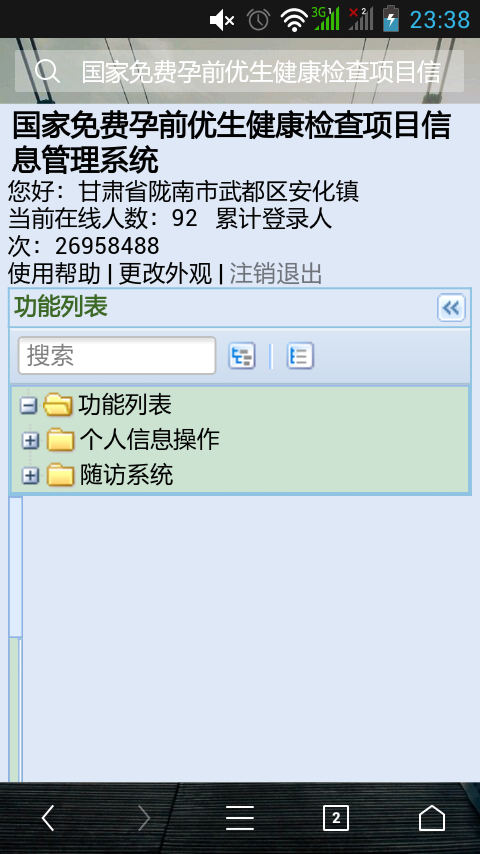 3G 1 2 23:38
国家免费孕前优生健康检查项目信
国家免费孕前优生健康检查项目信
息管理系统
您好：甘肃省陇南市武都区安化镇
当前在线人数：92 累计登录人
次：26958488
使用帮助 | 更改外观 | 注销退出
功能列表
搜索
功能列表
个人信息操作
随访系统
2